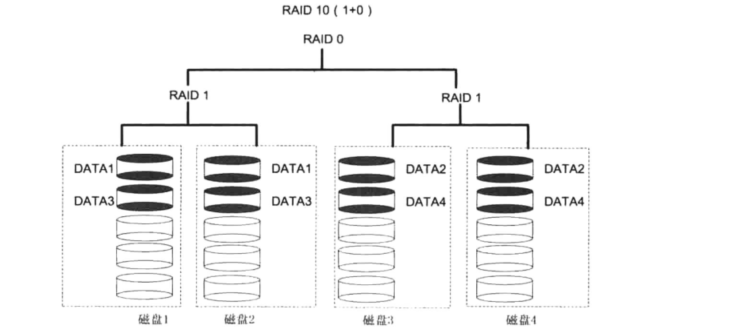 RAID 10 ( 1+0 )
RAID 0
RAID 1
RAID 1
DATA1
DATA1
DATA2
DATA2
DATA3
DATA3
DATA4
DATA4
磁盘1
磁盘2
磁盘3
磁盘4